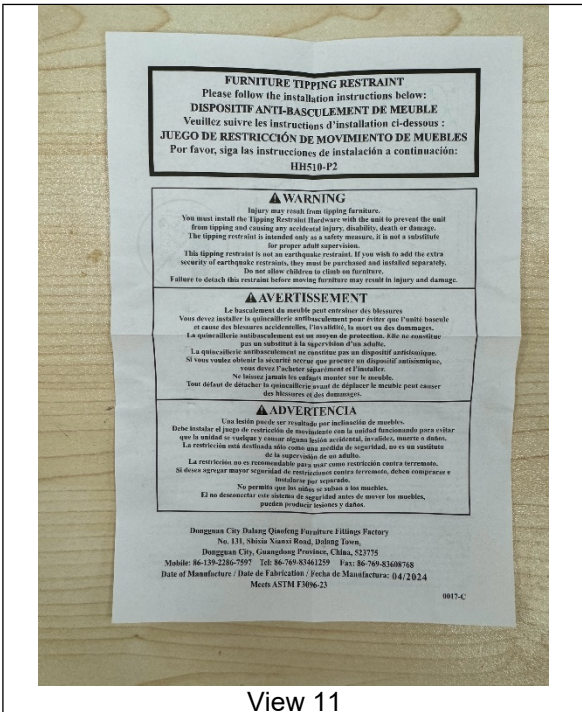 FURNITURE TIPPING RESTRAINT
Please follow the installation instructions below:
DISPOSITIF ANTI-BASCULEMENT DE MEUBLE
Veuillez suivre les instructions d'installation ci-dessous :
JUEGO DE RESTRICCIÓN DE MOVIMIENTO DE MUEBLES
Por favor, siga las instrucciones de instalación a continuación:
HH510-P2
WARNING
Injury may result from tipping furniture.
You must install the Tipping Restraint Hardware with the unit to prevent the unit
from tipping and causing any accidental injury, disability, death or damage.
The tipping restraint is intended only as a safety measure, it is not a substitute
for proper adult supervision.
This tipping restraint is not an earthquake restraint. If you wish to add the extra
security of earthquake restraints, they must be purchased and installed separately.
Do not allow children to climb on furniture.
Failure to detach this restraint before moving furniture may result in injury and damage.
AVERTISSEMENT
Le basculement du meuble peut entraîner des blessures
Vous devez installer la quincaillerie antibasculement pour éviter que l'unité bascule
et cause des blessures accidentelles, l'invalidité, la mort ou des dommages.
La quincaillerie antibasculement est un moyen de protection. Elle ne constitue
pas un substitut à la supervision d'un adulte.
La quincaillerie antibasculement ne constitue pas un dispositif antisismique.
Si vous voulez obtenir la sécurité accrue que procure un dispositif antisismique,
vous devez l'acheter séparément et l'installer.
Ne laissez jamais les enfants monter sur le meuble.
Tout défaut de détacher la quincaillerie avant de déplacer le meuble peut causer
des blessures et des dommages.
ADVERTENCIA
Una lesión puede ser resultado por inclinación de muebles.
Debe instalar el juego de restricción de movimiento con la unidad funcionando para evitar
que la unidad se vuelque y causar alguna lesión accidental, invalidez, muerte o daños.
La restricción está destinada sólo como una medida de seguridad, no es un sustituto
de la supervisión de un adulto.
La restricción no es recomendable para usar como restricción contra terremoto.
Si desea agregar mayor seguridad de restricciones contra terremoto, deben comprarse e
instalarse por separado.
No permita que los niños se suban a los muebles.
El no desconectar este sistema de seguridad antes de mover los muebles,
pueden producir lesiones y daños.
Dongguan City Dalang Qiaofeng Furniture Fittings Factory
No. 131, Shixia Xianxi Road, Dalang Town,
Dongguan City, Guangdong Province, China, 523775
Mobile: 86-139-2286-7597 Tel: 86-769-83461259 Fax: 86-769-83608768
Date of Manufacture / Date de Fabrication / Fecha de Manufactura: 04/2024
Meets ASTM F3096-23
0017-C
View 11